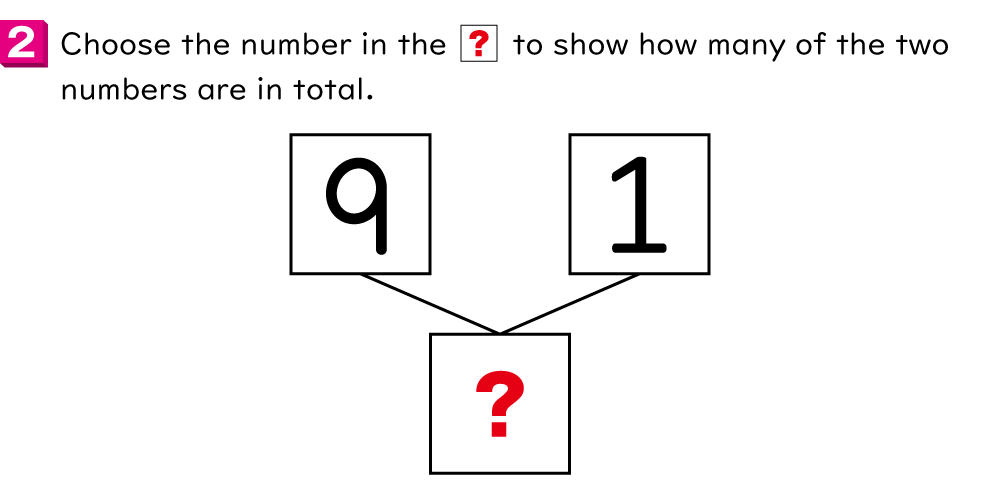 2 Choose the number in the ? to show how many of the two
numbers are in total.
9 1
?